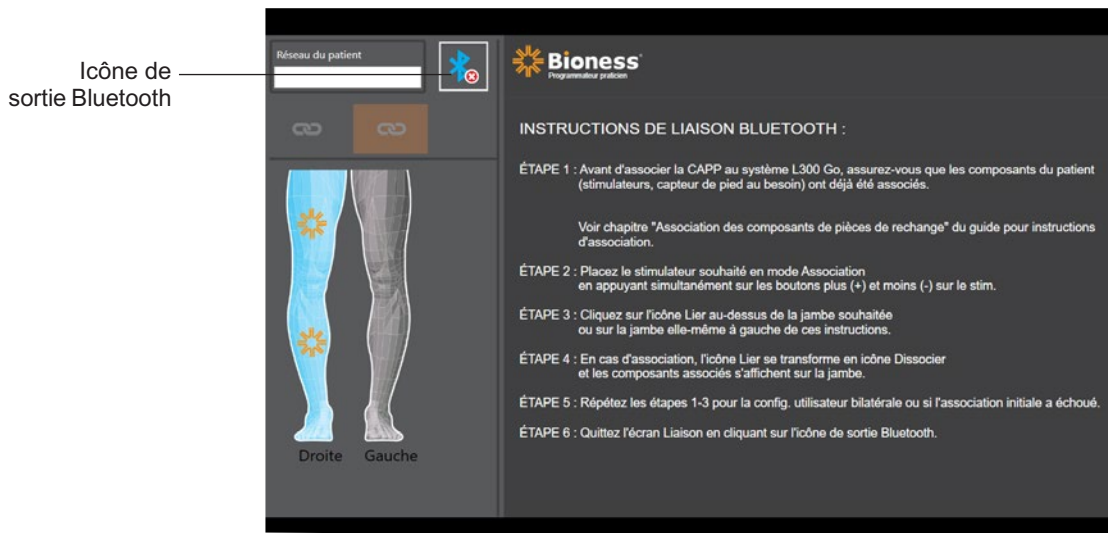 Icône de
sortie Bluetooth
Réseau du patient
Bioness
Programmateur praticien
INSTRUCTIONS DE LIAISON BLUETOOTH :
ÉTAPE 1 : Avant d'associer la CAPP au système L300 Go, assurez-vous que les composants du patient
(stimulateurs, capteur de pied au besoin) ont déjà été associés.
Voir chapitre "Association des composants de pièces de rechange" du guide pour instructions
d'association.
ÉTAPE 2 : Placez le stimulateur souhaité en mode Association
en appuyant simultanément sur les boutons plus (+) et moins (-) sur le stim.
ÉTAPE 3 : Cliquez sur l'icône Lier au-dessus de la jambe souhaitée
ou sur la jambe elle-même à gauche de ces instructions.
ÉTAPE 4 : En cas d'association, l'icône Lier se transforme en icône Dissocier
et les composants associés s'affichent sur la jambe.
ÉTAPE 5 : Répétez les étapes 1-3 pour la config. utilisateur bilatérale ou si l'association initiale a échoué.
ÉTAPE 6 : Quittez l'écran Liaison en cliquant sur l'icône de sortie Bluetooth.
Droite Gauche